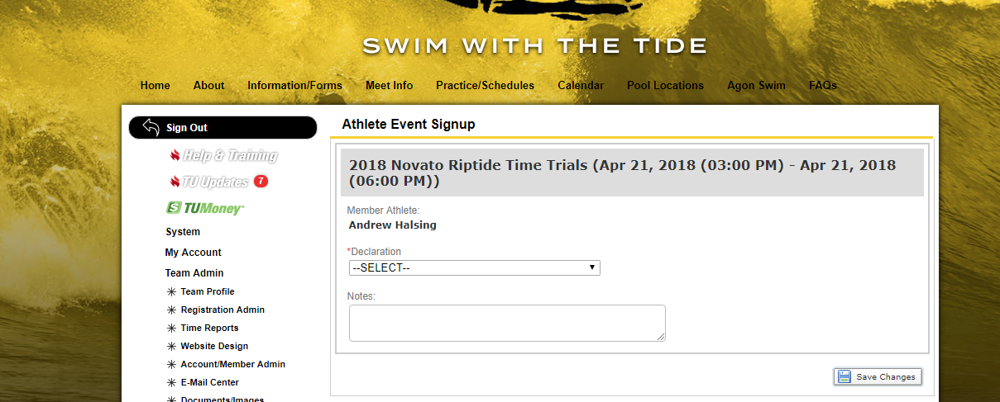 SWIM WITH THE TIDE
Home About Information/Forms Meet Info Practice/Schedules Calendar Pool Locations Agon Swim FAQs
Sign Out
Help & Training
TU Updates 7
$ TUMoney
System
My Account
Team Admin
Team Profile
Registration Admin
Time Reports
Website Design
Account/Member Admin
E-Mail Center
Documents/Images
Athlete Event Signup
2018 Novato Riptide Time Trials (Apr 21, 2018 (03:00 PM) - Apr 21, 2018
(06:00 PM))
Member Athlete:
Andrew Halsing
*Declaration
--SELECT--
Notes:
Save Changes